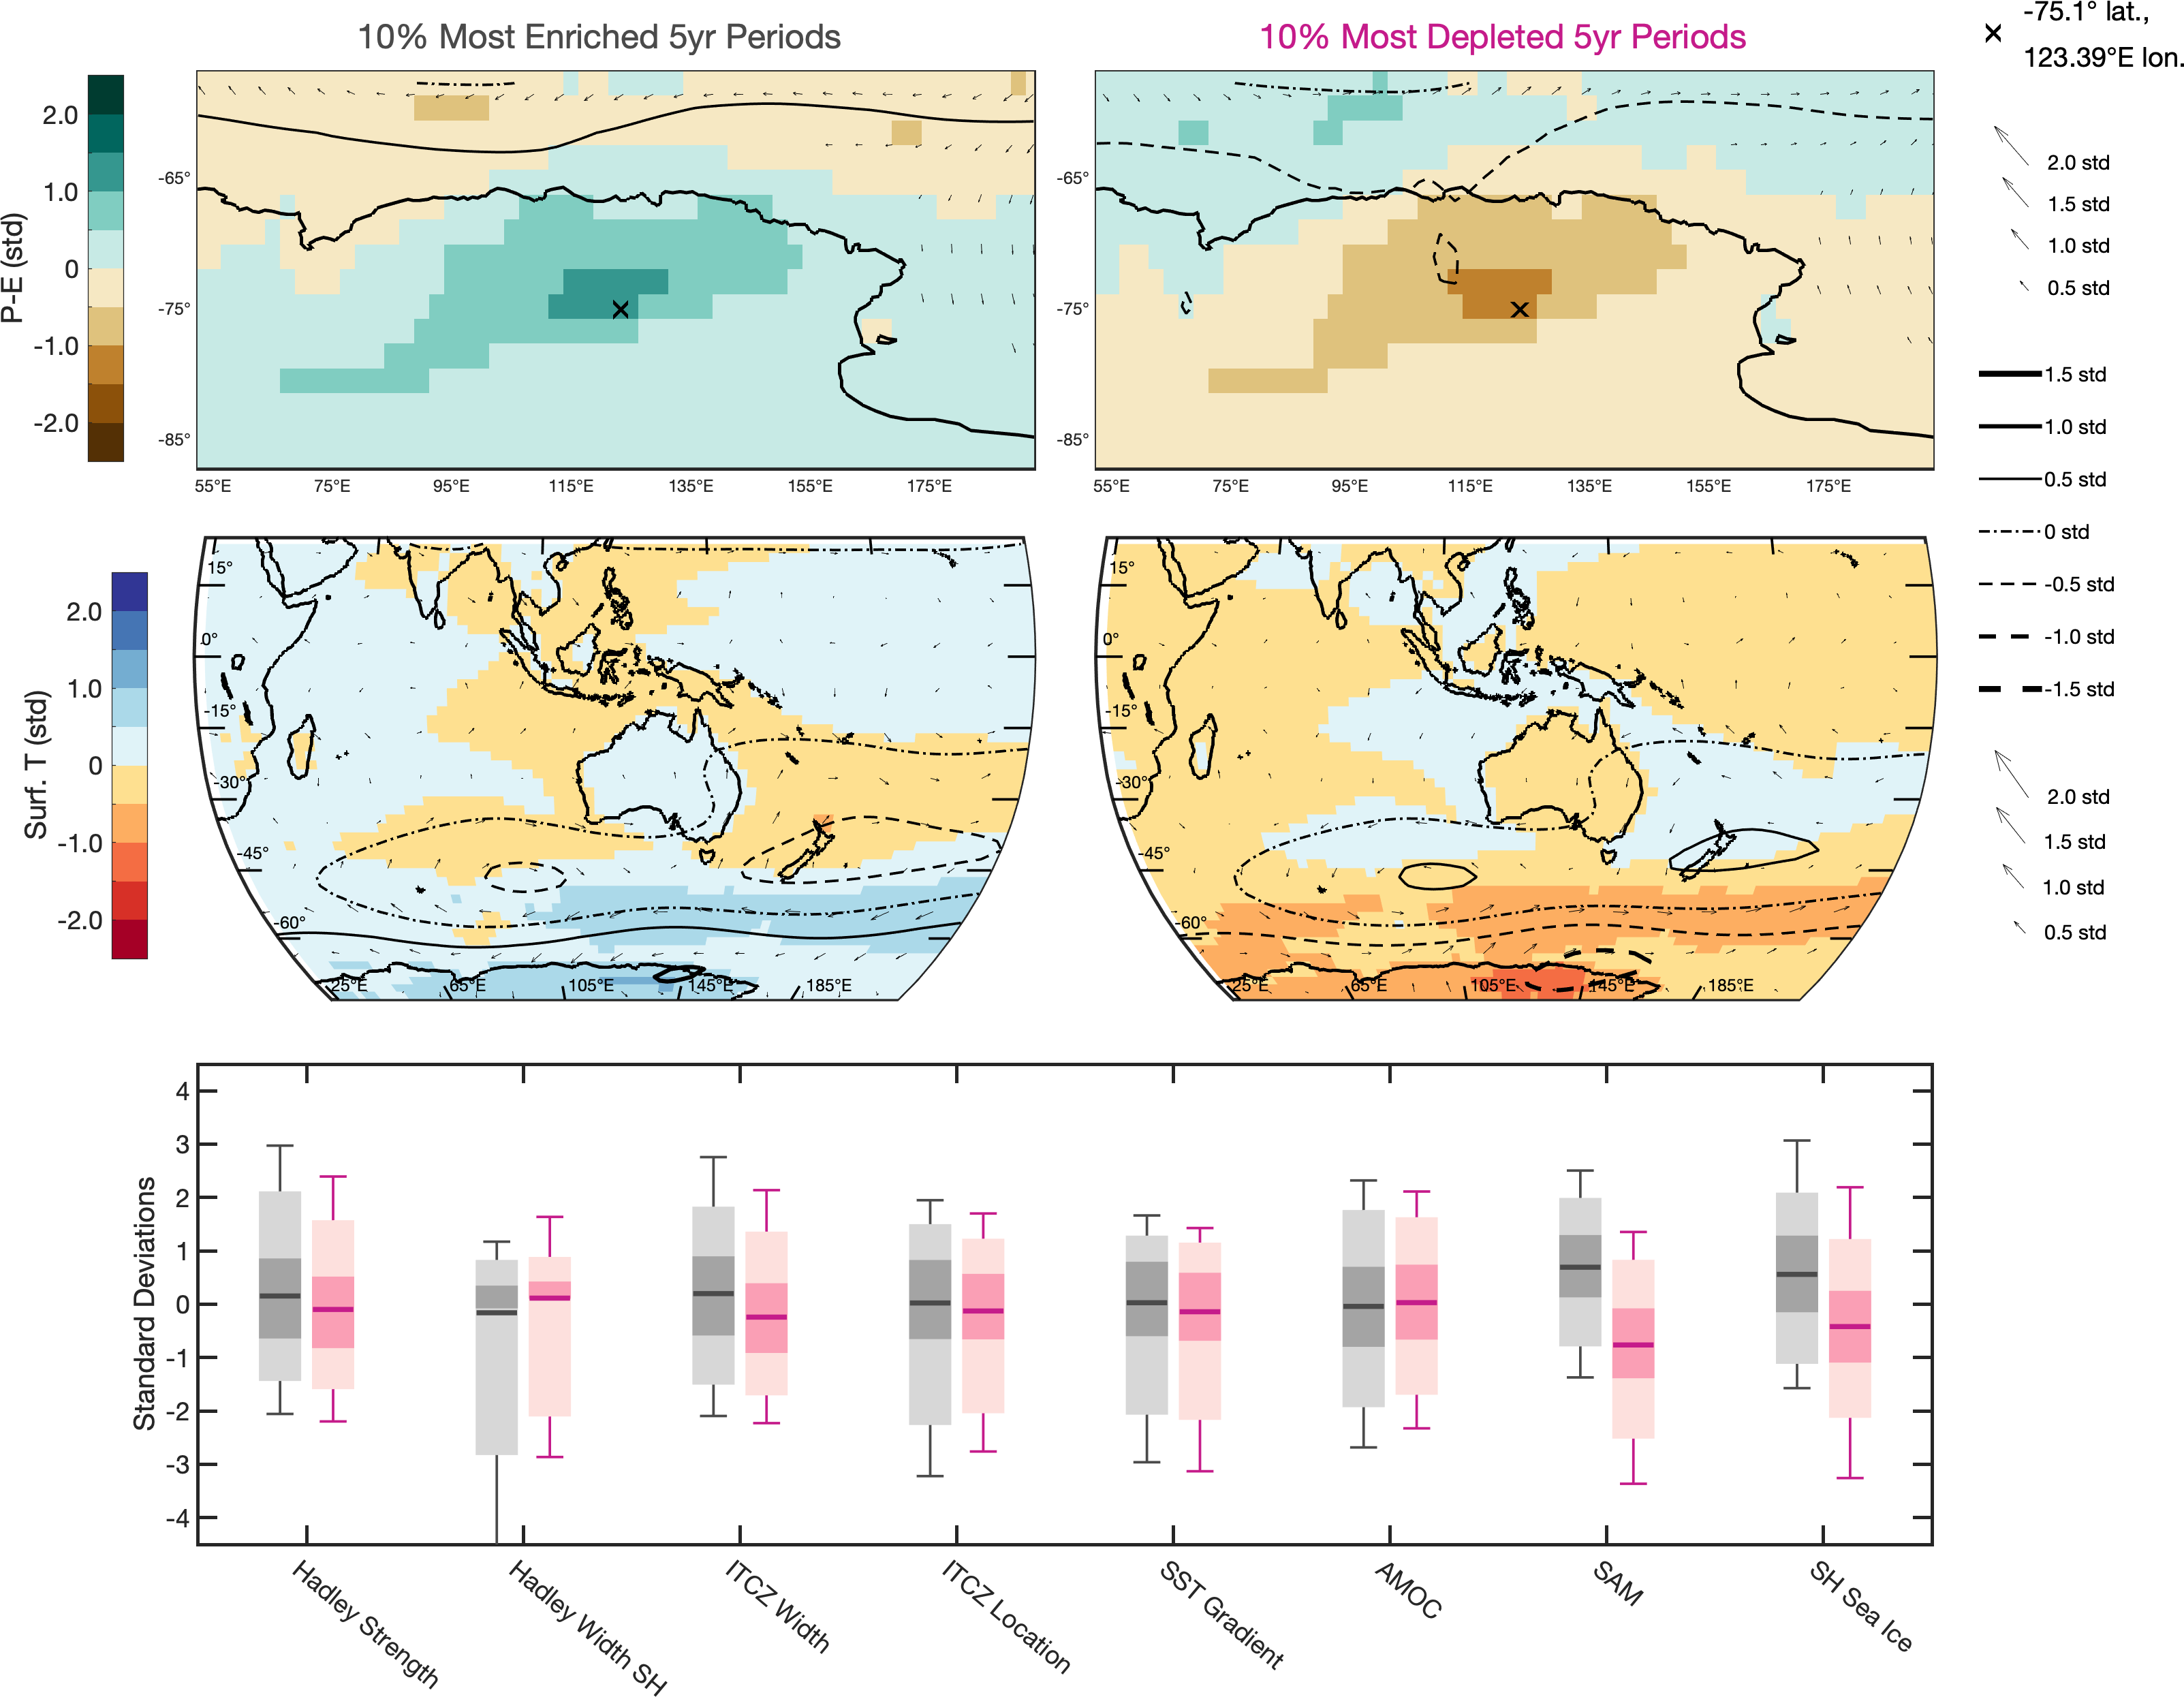 10% Most Enriched 5yr Periods
10% Most Depleted 5yr Periods
-75.1° lat.,
123.39°E lon.
P-E (std)
2.0
1.0
0
-1.0
-2.0
-65°
-75°
-85°
55°E 75°E 95°E 115°E 135°E 155°E 175°E
-65°
-75°
-85°
55°E 75°E 95°E 115°E 135°E 155°E 175°E
2.0 std
1.5 std
1.0 std
0.5 std
1.5 std
1.0 std
0.5 std
0 std
-0.5 std
-1.0 std
-1.5 std
2.0 std
1.5 std
1.0 std
0.5 std
Surf. T (std)
2.0
1.0
0
-1.0
-2.0
15°
0°
-15°
-30°
-45°
-60°
25°E 65°E 105°E 145°E 185°E
15°
0°
-15°
-30°
-45°
-60°
25°E 65°E 105°E 145°E 185°E
Standard Deviations
4
3
2
1
0
-1
-2
-3
-4
Hadley Strength
Hadley Width SH
ITCZ Width
ITCZ Location
SST Gradient
AMOC
SAM
SH Sea Ice